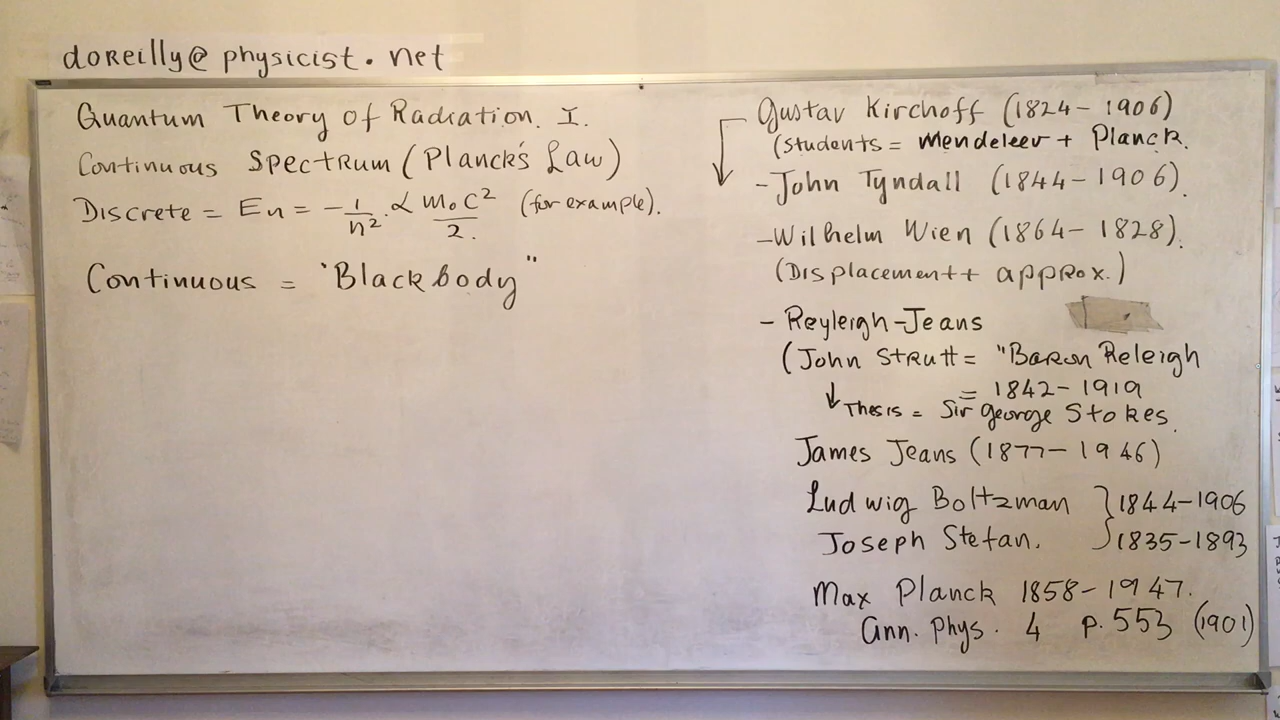 doReilly@physicist.net
Quantum Theory of Radiation. I.
Continuous Spectrum (Planck's Law)
Discrete = En = -1/n². α m₀c²/2. (for example).
Continuous = "Blackbody"
Gustav Kirchoff (1824-1906)
(students = Mendeleev + Planck.
- John Tyndall (1844-1906).
- Wilhelm Wien (1864-1828).
(Displacement + approx.)
- Reyleigh-Jeans
(John Strutt = "Baron Releigh
= 1842-1919
↓ Thesis = Sir George Stokes.
James Jeans (1877-1946)
Ludwig Boltzman } 1844-1906
Joseph Stefan. } 1835-1893
Max Planck 1858-1947.
Ann. Phys. 4 p. 553 (1901)